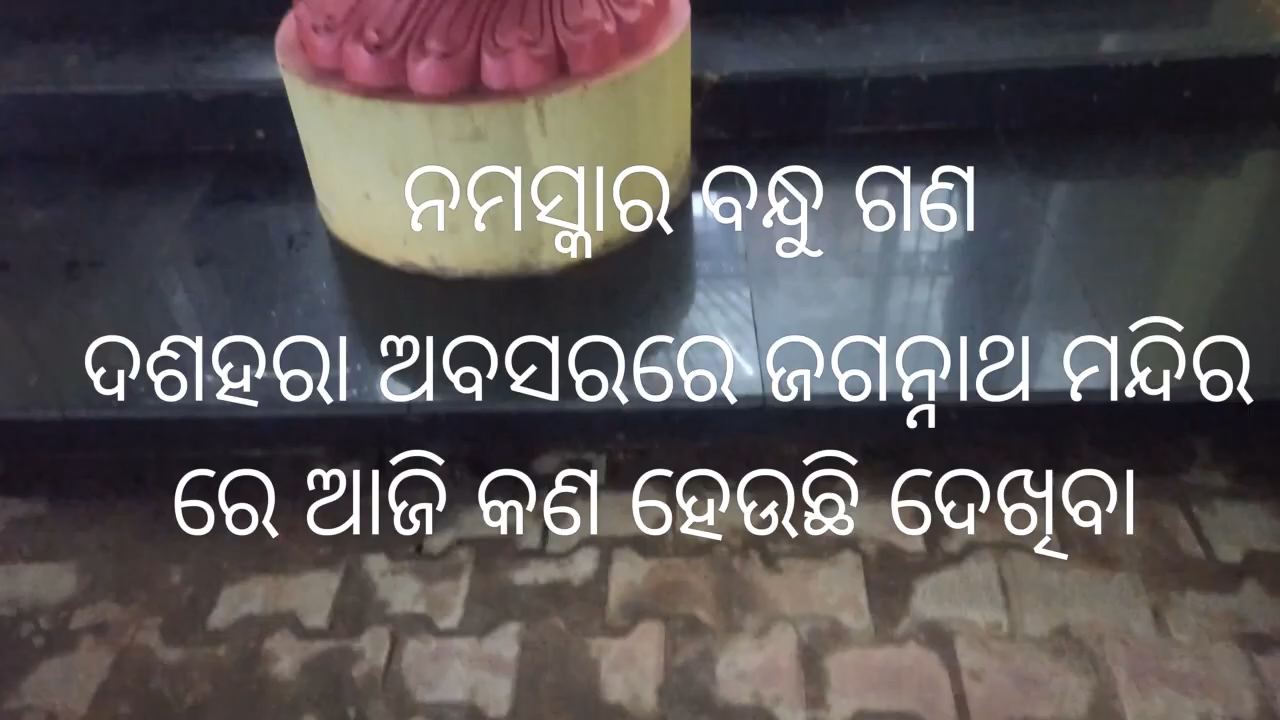 ନମସ୍କାର ବନ୍ଧୁ ଗଣ
ଦଶହରା ଅବସରରେ ଜଗନ୍ନାଥ ମନ୍ଦିର
ରେ ଆଜି କଣ ହେଉଛି ଦେଖିବା